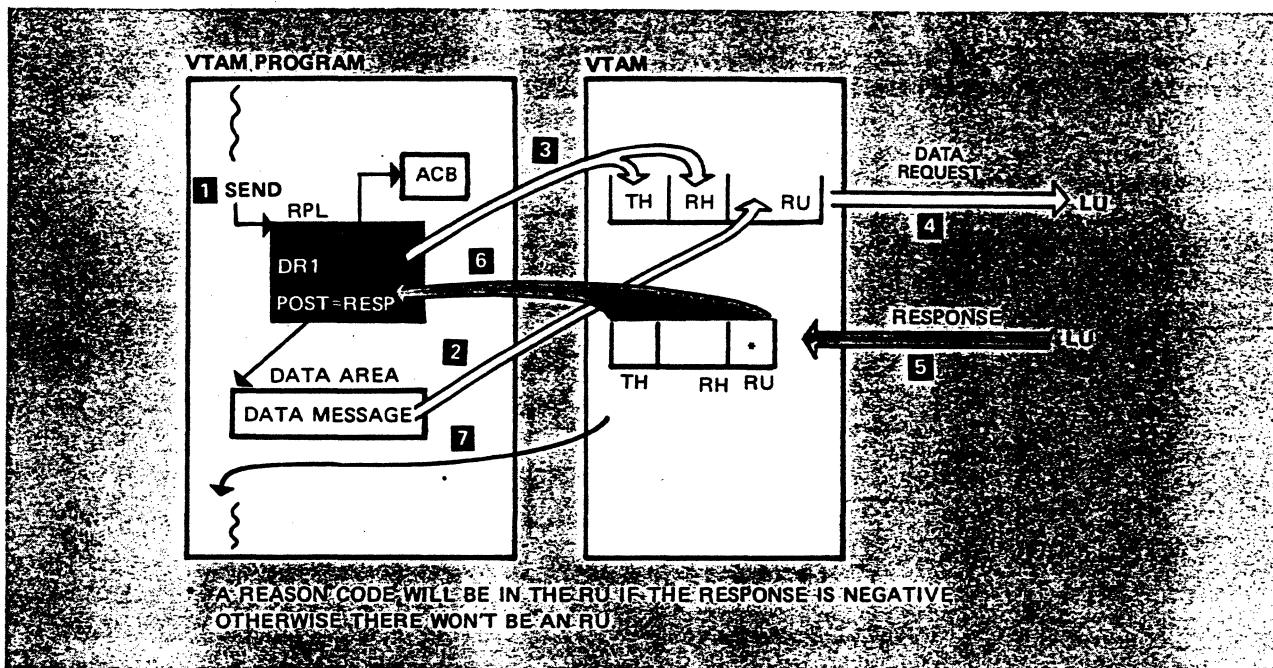 VTAM PROGRAM
VTAM
3
ACB
DATA
REQUEST
1 SEND
TH RH RU
LU
RPL
4
DR1
6
POST=RESP
RESPONSE
LU
*
5
2
DATA AREA
TH RH RU
DATA MESSAGE
7
* A REASON CODE WILL BE IN THE RU IF THE RESPONSE IS NEGATIVE
OTHERWISE THERE WON'T BE AN RU